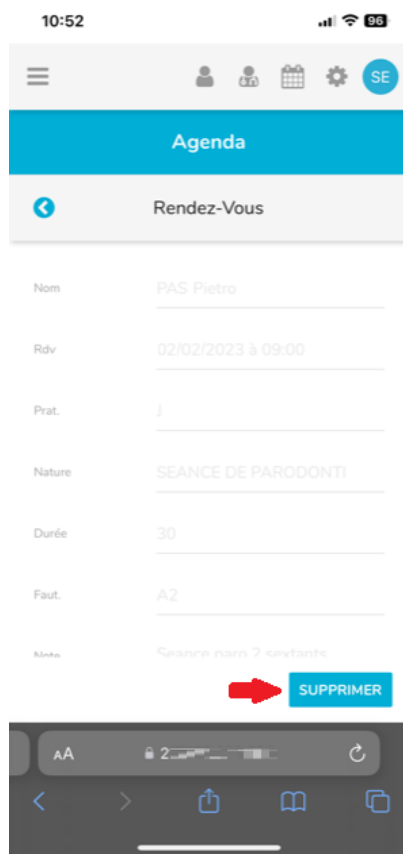 10:52
96
SE
Agenda
Rendez-Vous
Nom PAS Pietro
Rdv 02/02/2023 à 09:00
Prat. J
Nature SEANCE DE PARODONTI
Durée 30
Faut. A2
Note Seance paro 2 sextants
SUPPRIMER
AA 2